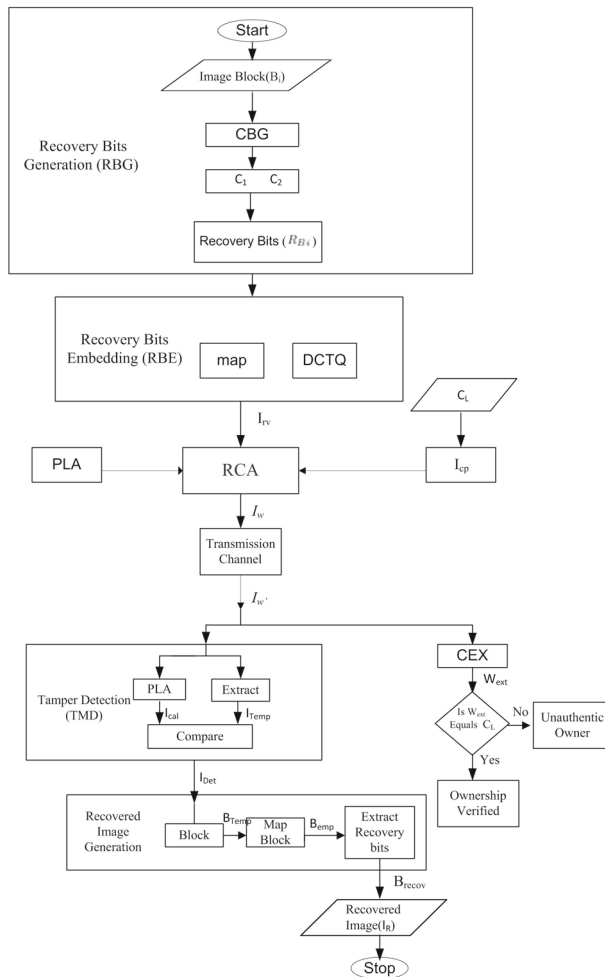 Start
Image Block(Bi)
CBG
C1 C2
Recovery Bits
Generation (RBG)
Recovery Bits (RBi)
Recovery Bits
Embedding (RBE)
map
DCTQ
CL
Irv
PLA
RCA
Icp
Iw
Transmission
Channel
Iw'
CEX
Wext
Tamper Detection
(TMD)
PLA
Extract
Ical
ITemp
Compare
Is Wext
Equals CL
No
Unauthentic
Owner
Yes
Ownership
Verified
IDet
Recovered
Image
Generation
Block
BTemp
Map
Block
Bemp
Extract
Recovery
bits
Brecov
Recovered
Image(IR)
Stop